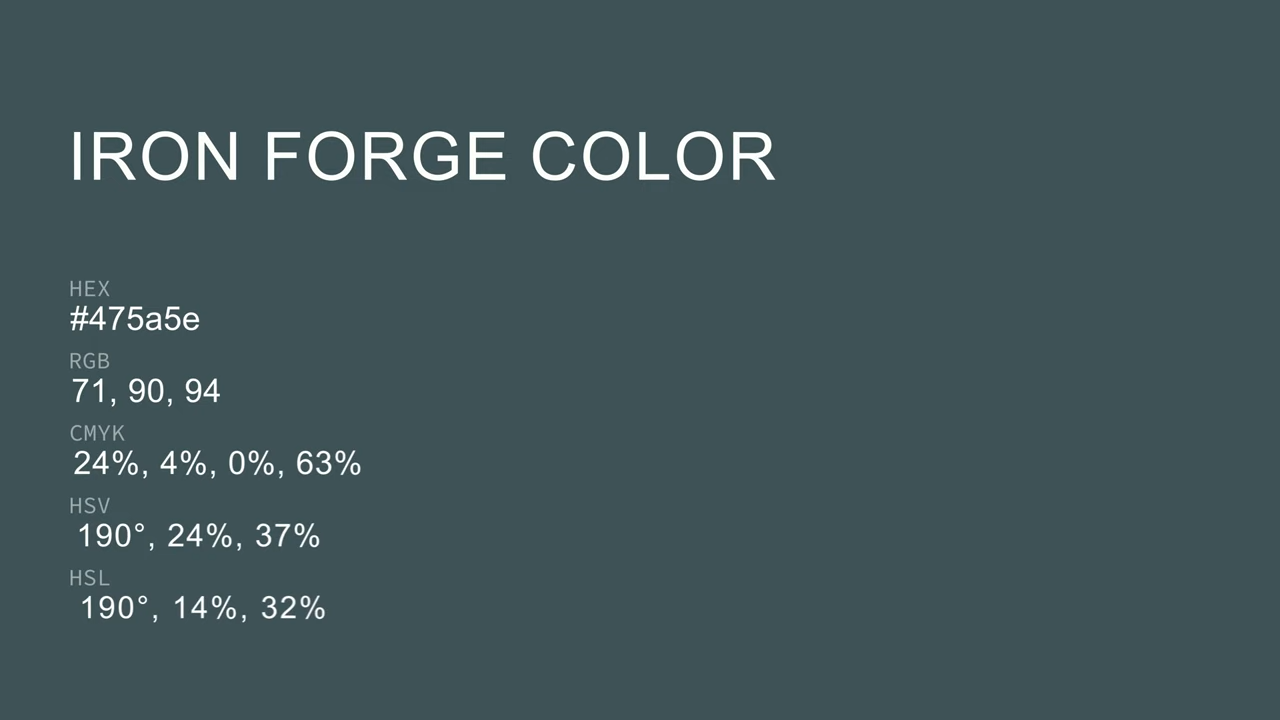 IRON FORGE COLOR
HEX
#475a5e
RGB
71, 90, 94
CMYK
24%, 4%, 0%, 63%
HSV
190°, 24%, 37%
HSL
190°, 14%, 32%